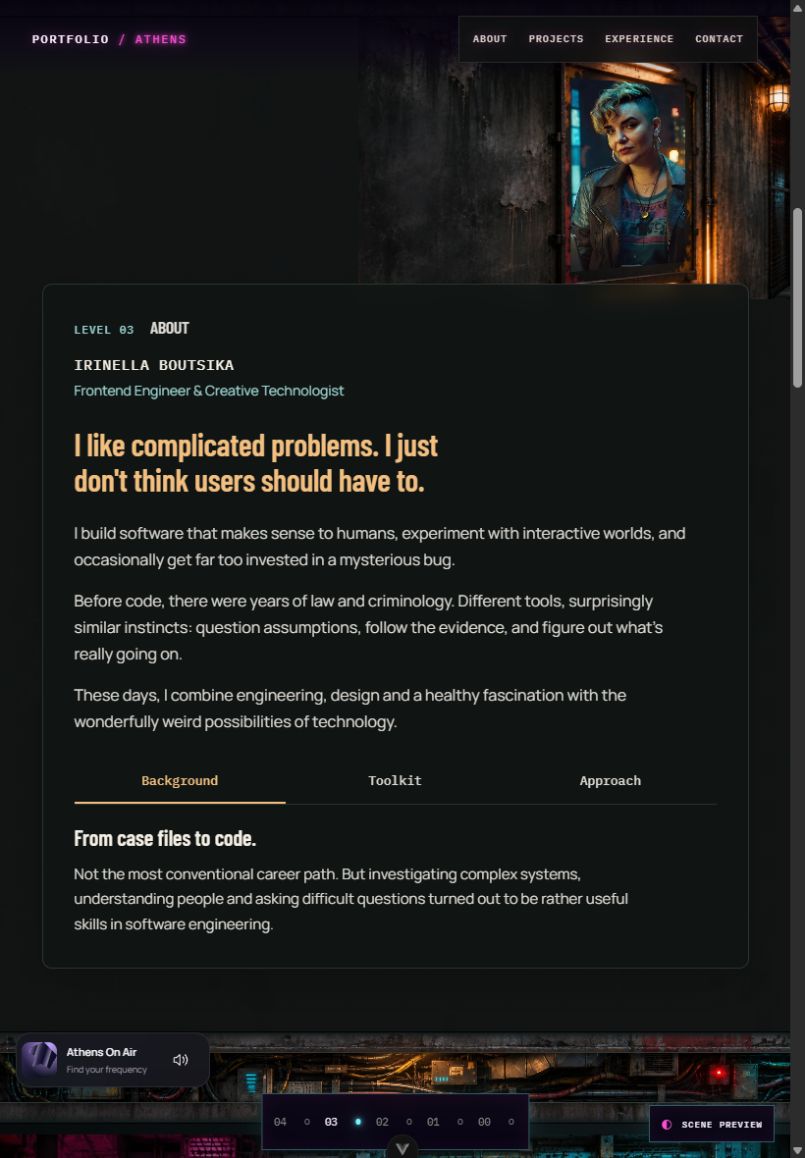 PORTFOLIO / ATHENS
ABOUT PROJECTS EXPERIENCE CONTACT
LEVEL 03 ABOUT
IRINELLA BOUTSIKA
Frontend Engineer & Creative Technologist
I like complicated problems. I just
don't think users should have to.
I build software that makes sense to humans, experiment with interactive worlds, and
occasionally get far too invested in a mysterious bug.
Before code, there were years of law and criminology. Different tools, surprisingly
similar instincts: question assumptions, follow the evidence, and figure out what's
really going on.
These days, I combine engineering, design and a healthy fascination with the
wonderfully weird possibilities of technology.
Background Toolkit Approach
From case files to code.
Not the most conventional career path. But investigating complex systems,
understanding people and asking difficult questions turned out to be rather useful
skills in software engineering.
Athens On Air
Find your frequency
04 03 02 01 00
SCENE PREVIEW